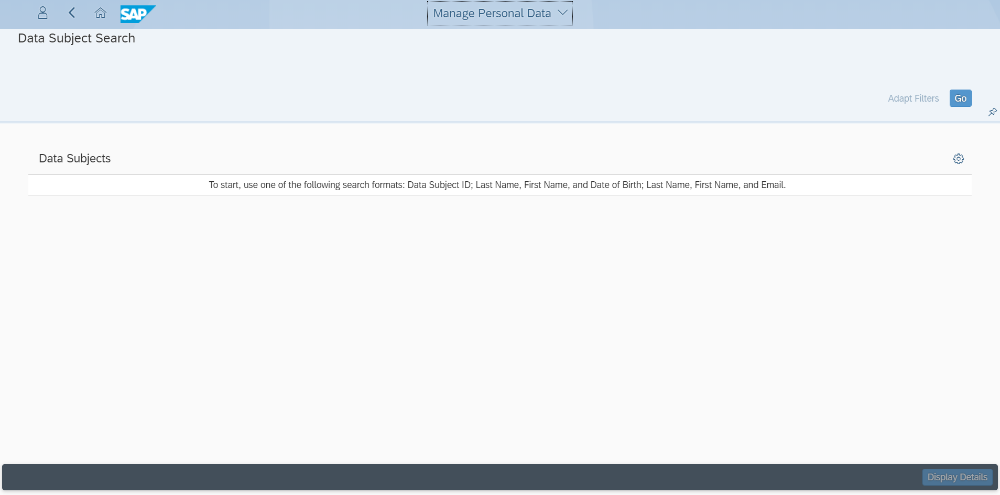 SAP
Manage Personal Data
Data Subject Search
Adapt Filters
Go
Data Subjects
To start, use one of the following search formats: Data Subject ID; Last Name, First Name, and Date of Birth; Last Name, First Name, and Email.
Display Details